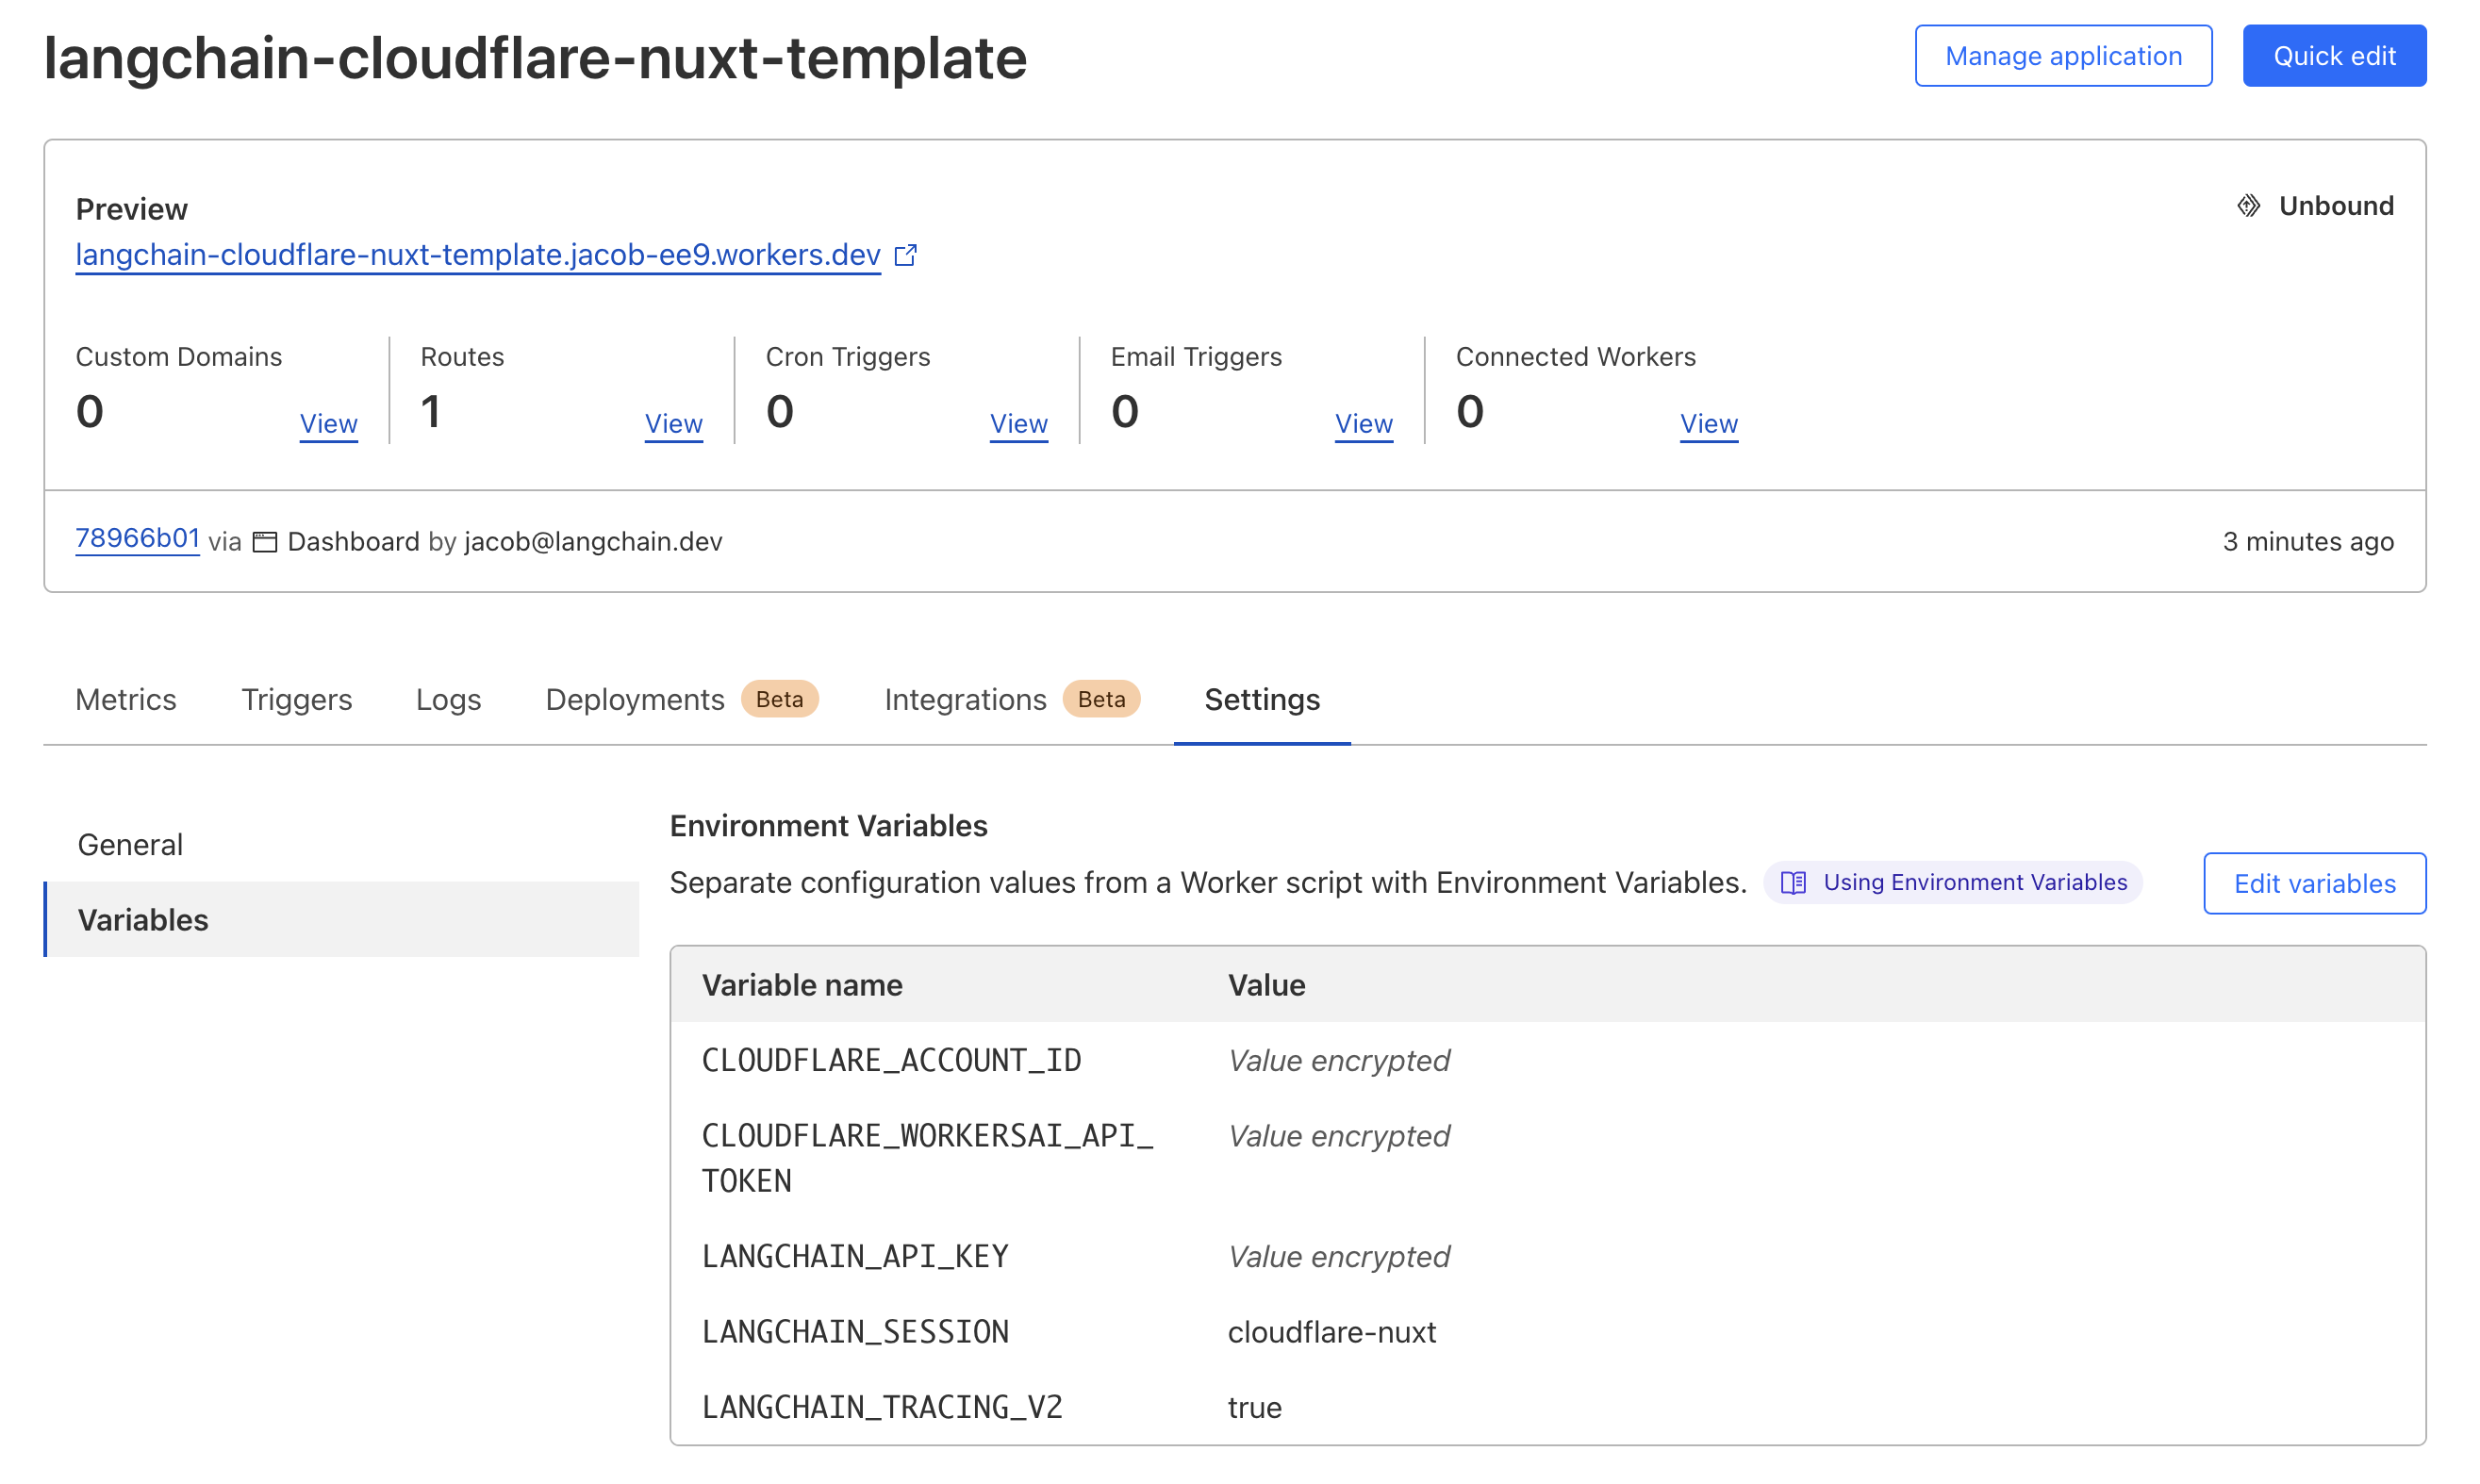 langchain-cloudflare-nuxt-template
Manage application
Quick edit
Preview
Unbound
langchain-cloudflare-nuxt-template.jacob-ee9.workers.dev
Custom Domains
0
View
Routes
1
View
Cron Triggers
0
View
Email Triggers
0
View
Connected Workers
0
View
78966b01 via Dashboard by jacob@langchain.dev
3 minutes ago
Metrics
Triggers
Logs
Deployments Beta
Integrations Beta
Settings
General
Variables
Environment Variables
Separate configuration values from a Worker script with Environment Variables.
Using Environment Variables
Edit variables
Variable name Value
CLOUDFLARE_ACCOUNT_ID Value encrypted
CLOUDFLARE_WORKERSAI_API_ Value encrypted
TOKEN
LANGCHAIN_API_KEY Value encrypted
LANGCHAIN_SESSION cloudflare-nuxt
LANGCHAIN_TRACING_V2 true